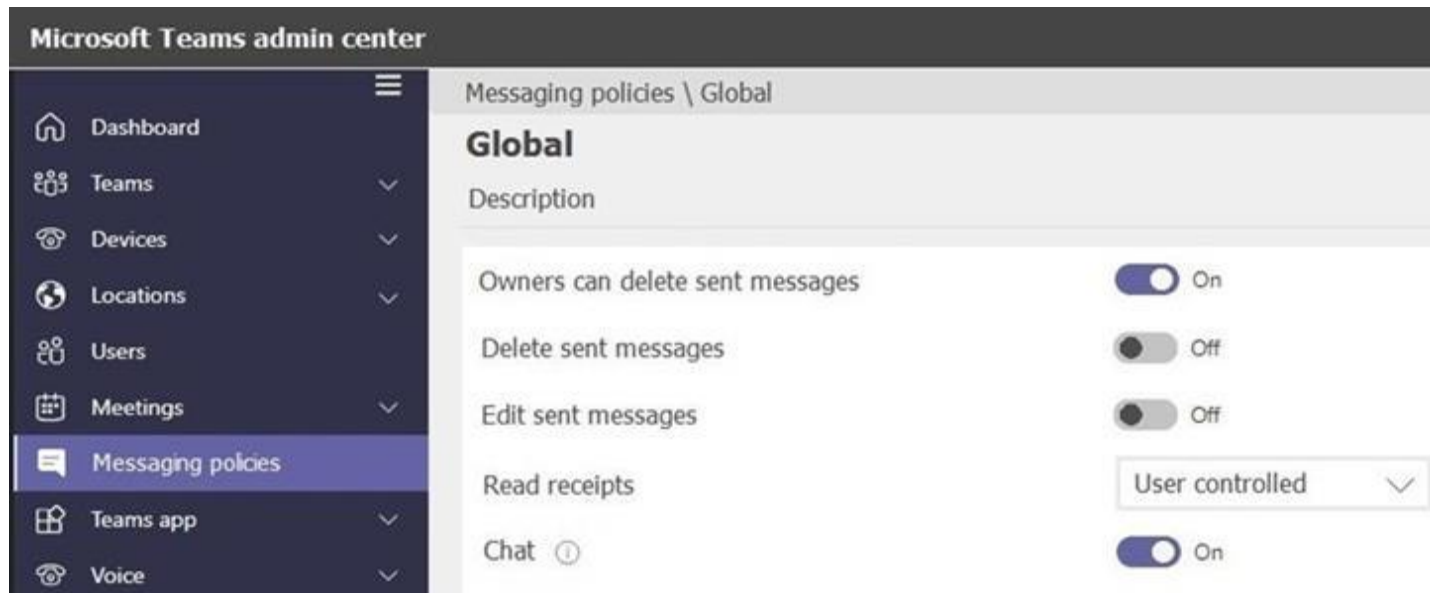 Microsoft Teams admin center
Dashboard
Teams
Devices
Locations
Users
Meetings
Messaging policies
Teams app
Voice
Messaging policies \ Global
Global
Description
Owners can delete sent messages On
Delete sent messages Off
Edit sent messages Off
Read receipts User controlled
Chat On